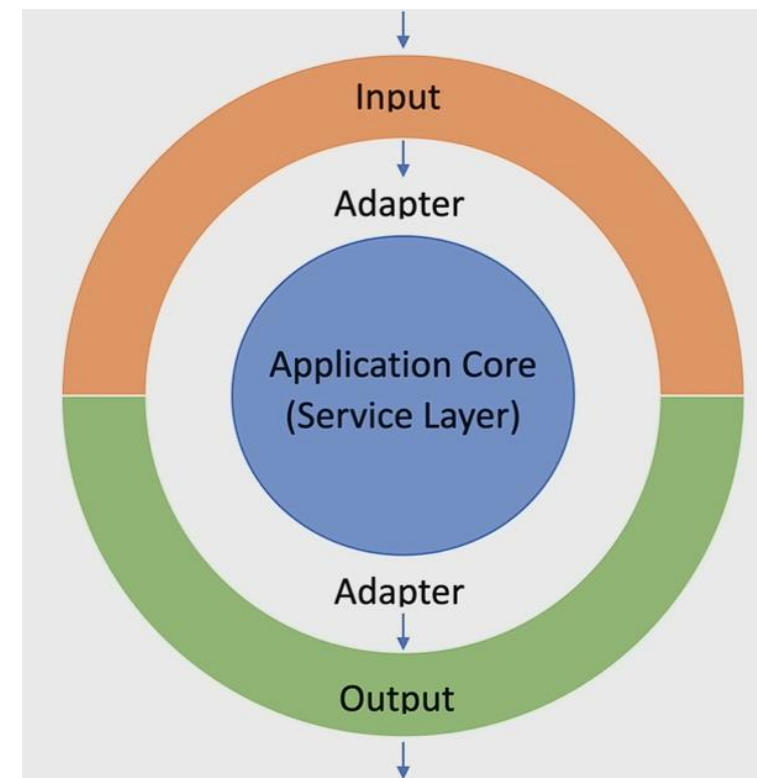 Input
Adapter
Application Core
(Service Layer)
Adapter
Output